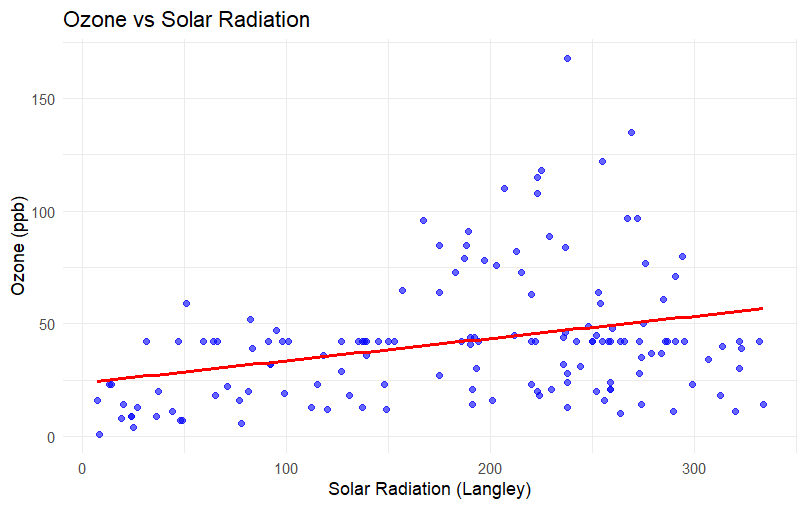 Ozone vs Solar Radiation
150
100
50
0
Ozone (ppb)
0 100 200 300
Solar Radiation (Langley)